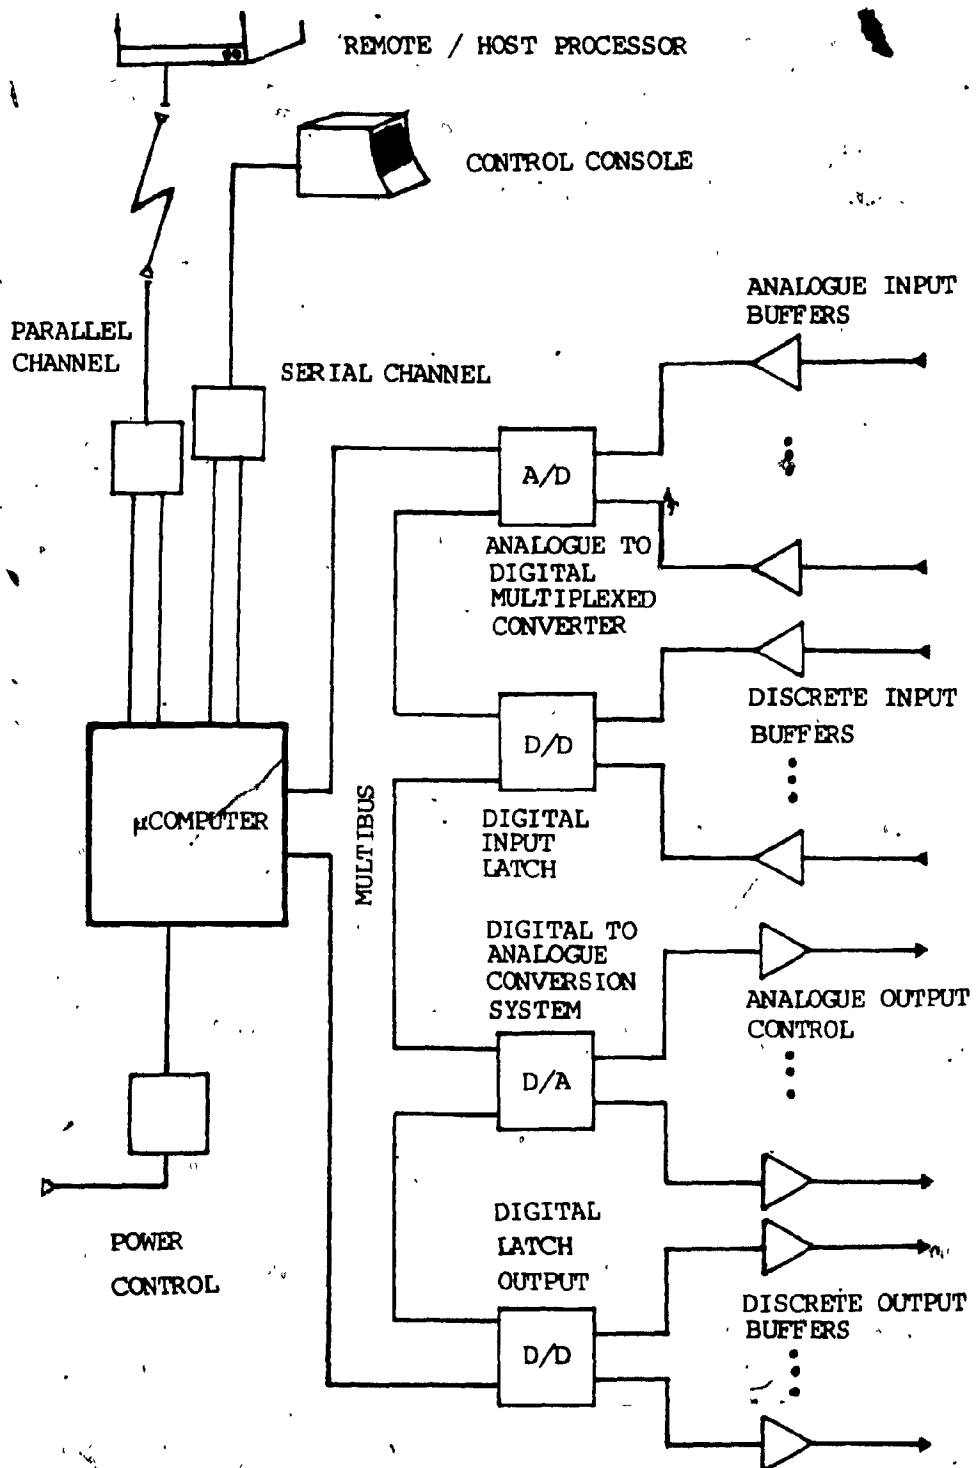 REMOTE / HOST PROCESSOR
CONTROL CONSOLE
ANALOGUE INPUT
BUFFERS
PARALLEL
CHANNEL
SERIAL CHANNEL
A/D
ANALOGUE TO
DIGITAL
MULTIPLEXED
CONVERTER
DISCRETE INPUT
BUFFERS
D/D
µCOMPUTER
MULTIBUS
DIGITAL
INPUT
LATCH
DIGITAL TO
ANALOGUE
CONVERSION
SYSTEM
ANALOGUE OUTPUT
CONTROL
D/A
POWER
CONTROL
DIGITAL
LATCH
OUTPUT
DISCRETE OUTPUT
BUFFERS
D/D